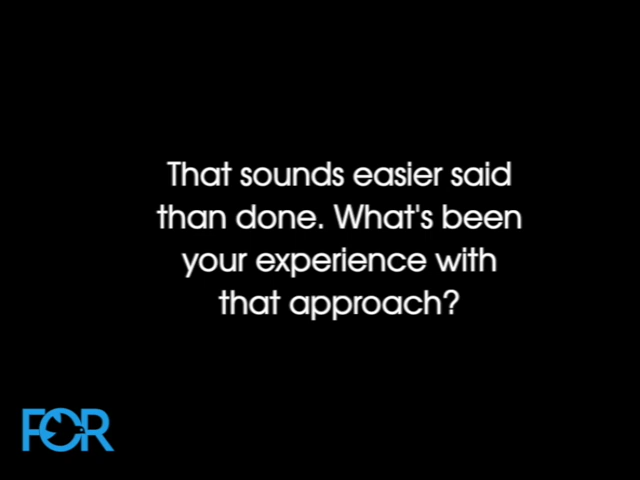 That sounds easier said
than done. What's been
your experience with
that approach?
FOR